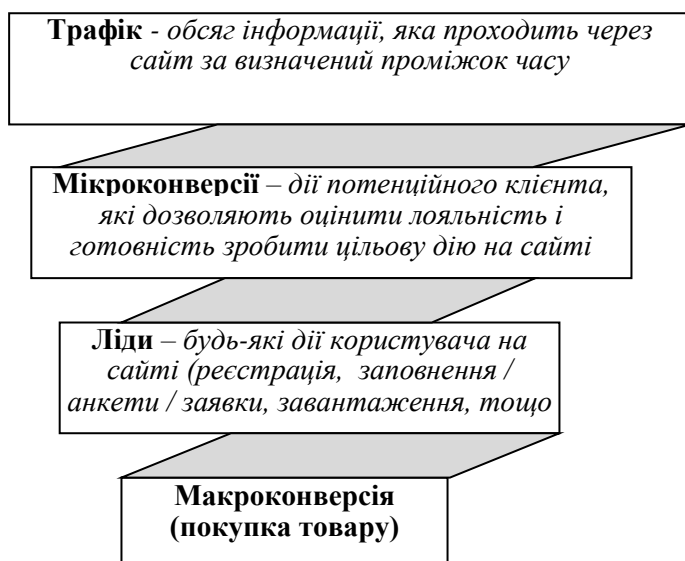 Трафік - обсяг інформації, яка проходить через
сайт за визначений проміжок часу
Мікроконверсії – дії потенційного клієнта,
які дозволяють оцінити лояльність і
готовність зробити цільову дію на сайті
Ліди – будь-які дії користувача на
сайті (реєстрація, заповнення /
анкети / заявки, завантаження, тощо
Макроконверсія
(покупка товару)